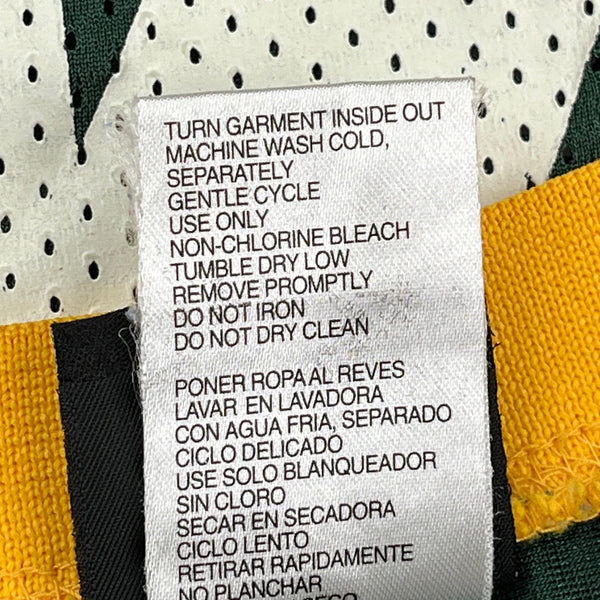 TURN GARMENT INSIDE OUT
MACHINE WASH COLD,
SEPARATELY
GENTLE CYCLE
USE ONLY
NON-CHLORINE BLEACH
TUMBLE DRY LOW
REMOVE PROMPTLY
DO NOT IRON
DO NOT DRY CLEAN
PONER ROPA AL REVES
LAVAR EN LAVADORA
CON AGUA FRIA, SEPARADO
CICLO DELICADO
USE SOLO BLANQUEADOR
SIN CLORO
SECAR EN SECADORA
CICLO LENTO
RETIRAR RAPIDAMENTE
NO PLANCHAR